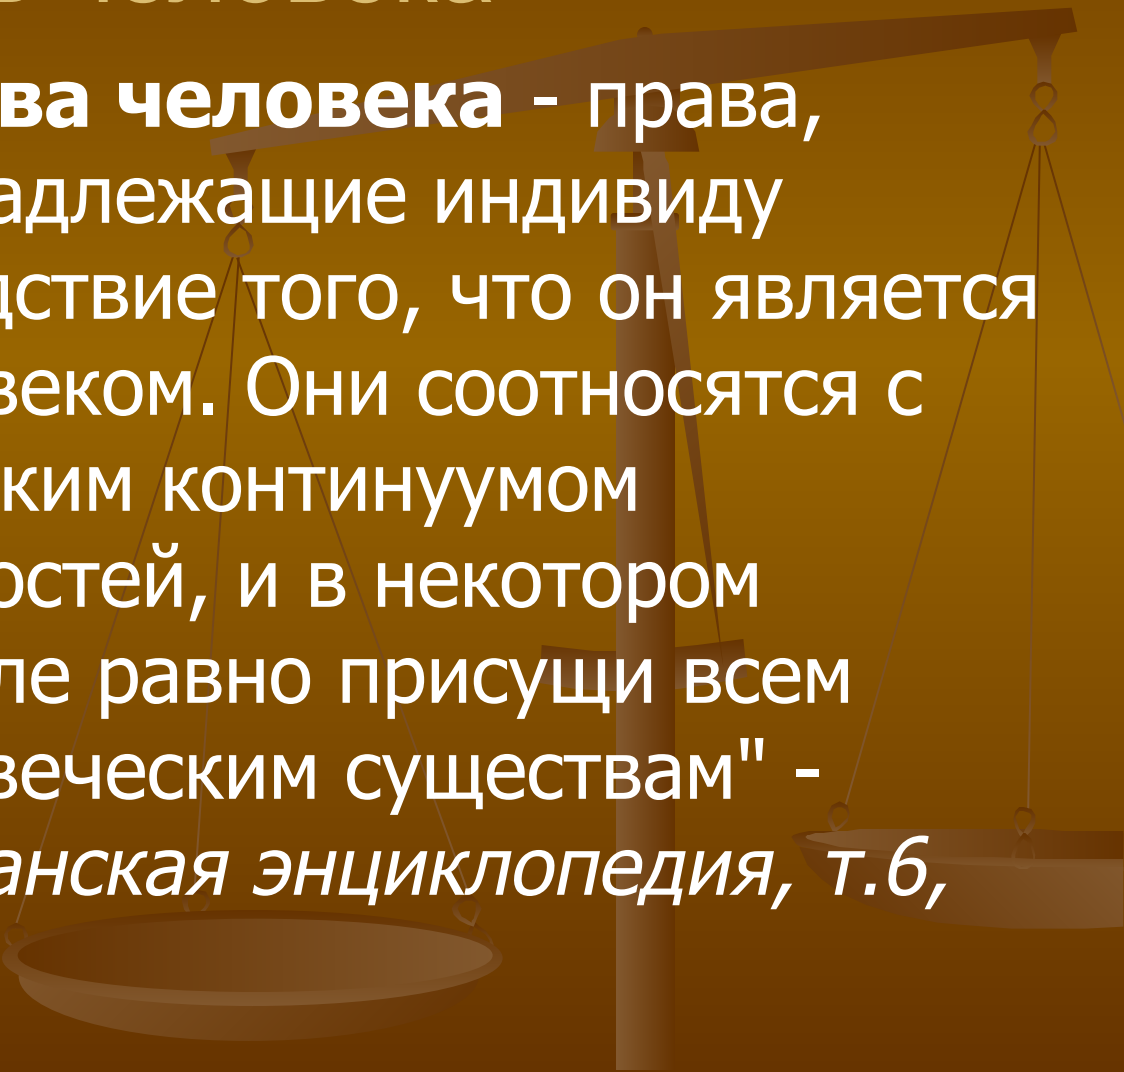 в человека
ва человека - права,
адлежащие индивиду
дствие того, что он является
веком. Они соотносятся с
ким континуумом
остей, и в некотором
ле равно присущи всем
веческим существам" -
анская энциклопедия, т.6,